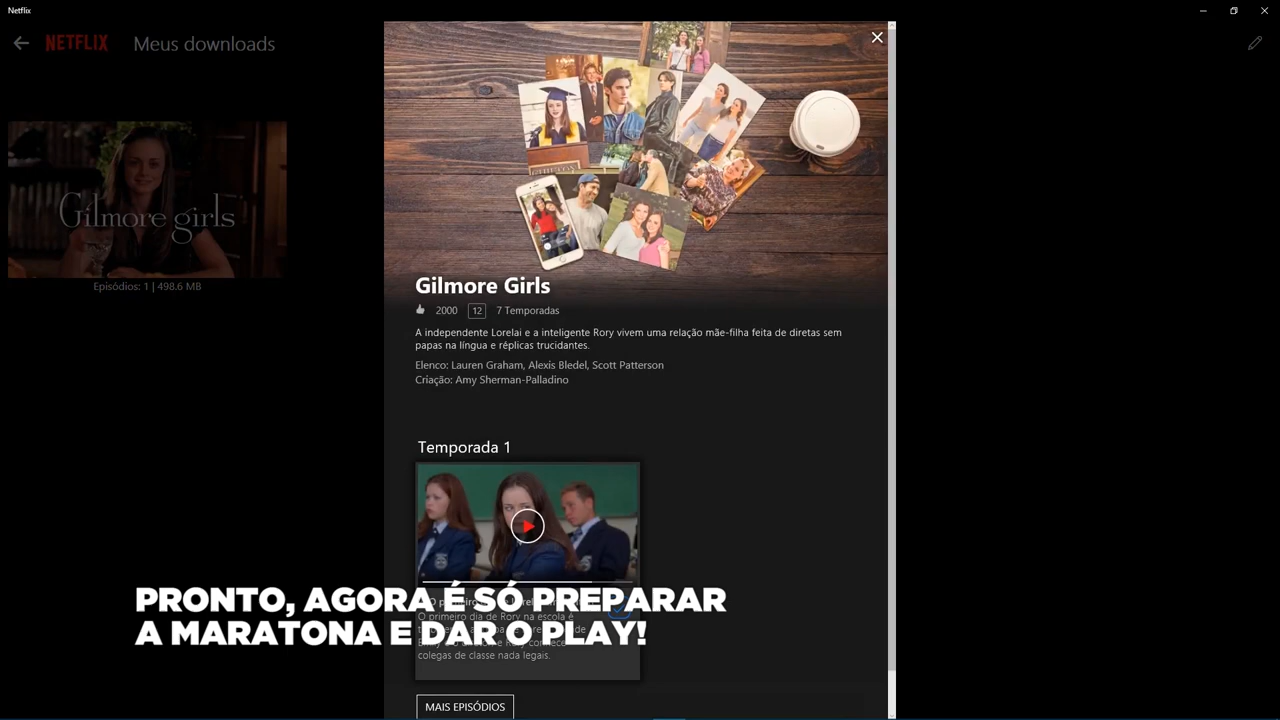 Netflix
NETFLIX Meus downloads
Gilmore girls
Episódios: 1 | 498.6 MB
Gilmore Girls
2000 12 7 Temporadas
A independente Lorelai e a inteligente Rory vivem uma relação mãe-filha feita de diretas sem
papas na língua e réplicas trucidantes.
Elenco: Lauren Graham, Alexis Bledel, Scott Patterson
Criação: Amy Sherman-Palladino
Temporada 1
PRONTO, AGORA É SÓ PREPARAR
A MARATONA E DAR O PLAY!
O primeiro dia de Rory na escola é
colegas de classe nada legais.
MAIS EPISÓDIOS